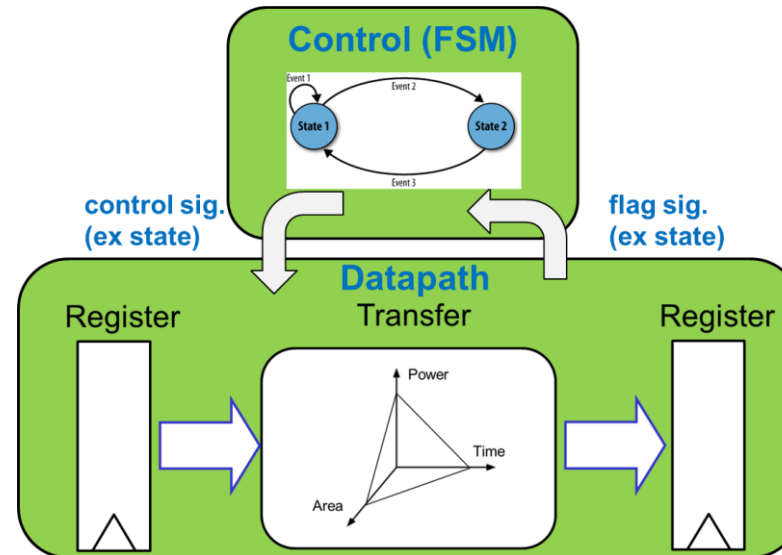 Control (FSM)
Event 1
Event 2
State 1
State 2
Event 3
control sig.
(ex state)
flag sig.
(ex state)
Datapath
Register
Transfer
Register
Power
Time
Area